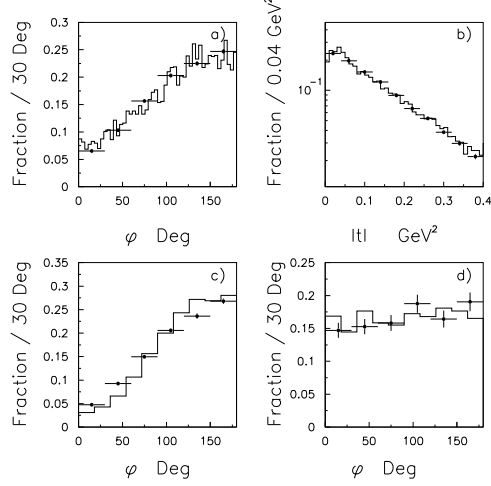 Fraction / 30 Deg
0.3
0.25
0.2
0.15
0.1
0.05
0
a)
0 50 100 150
φ Deg
Fraction / 0.04 GeV²
10⁻¹
b)
0 0.1 0.2 0.3 0.4
|t| GeV²
Fraction / 30 Deg
0.35
0.3
0.25
0.2
0.15
0.1
0.05
0
c)
0 50 100 150
φ Deg
Fraction / 30 Deg
0.25
0.2
0.15
0.1
0.05
0
d)
0 50 100 150
φ Deg